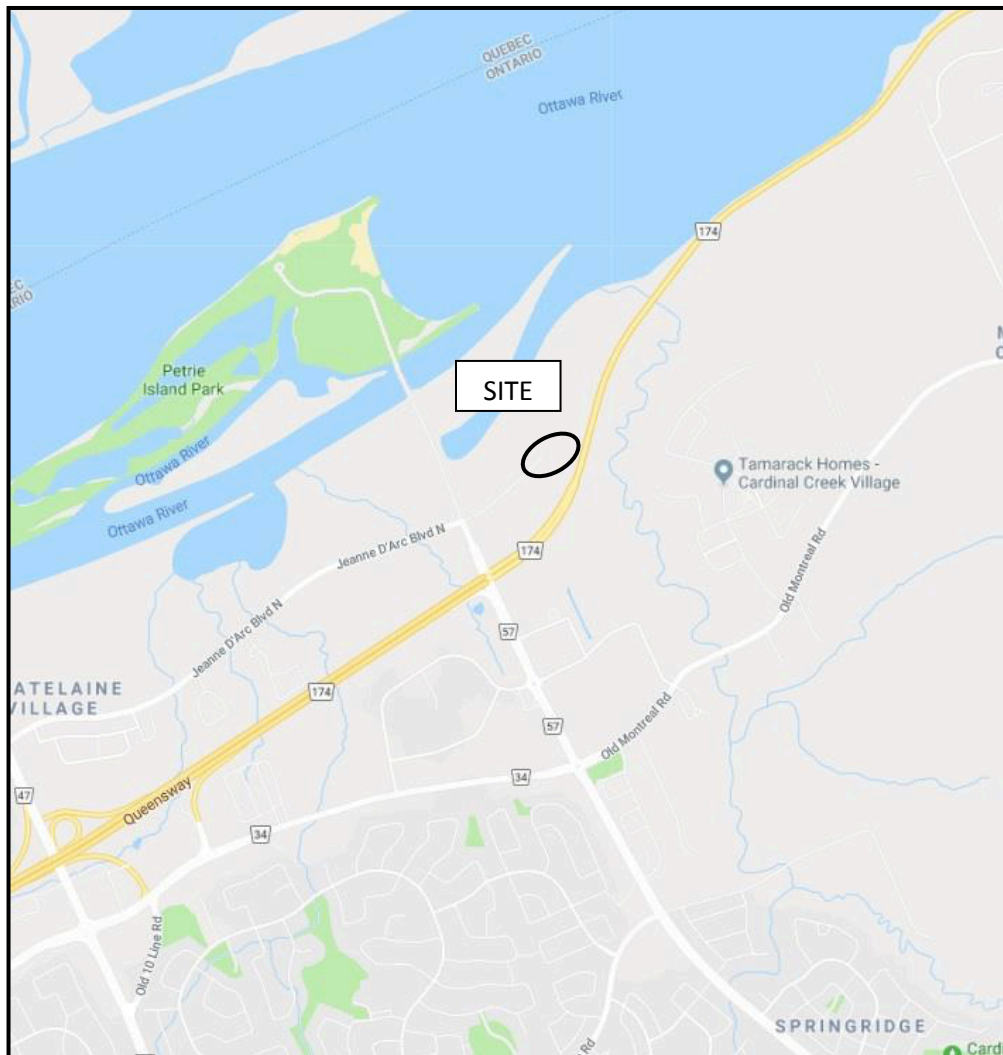 QUEBEC
ONTARIO
Ottawa River
174
SITE
Petrie
Island Park
Ottawa River
Ottawa River
Tamarack Homes -
Cardinal Creek Village
174
Jeanne D'Arc Blvd N
Old Montreal Rd
Jeanne D'Arc Blvd N
57
174
ATELAINE
VILLAGE
57
Old Montreal Rd
34
47
Queensway
34
Old 10 Line Rd
SPRINGRIDGE
Card